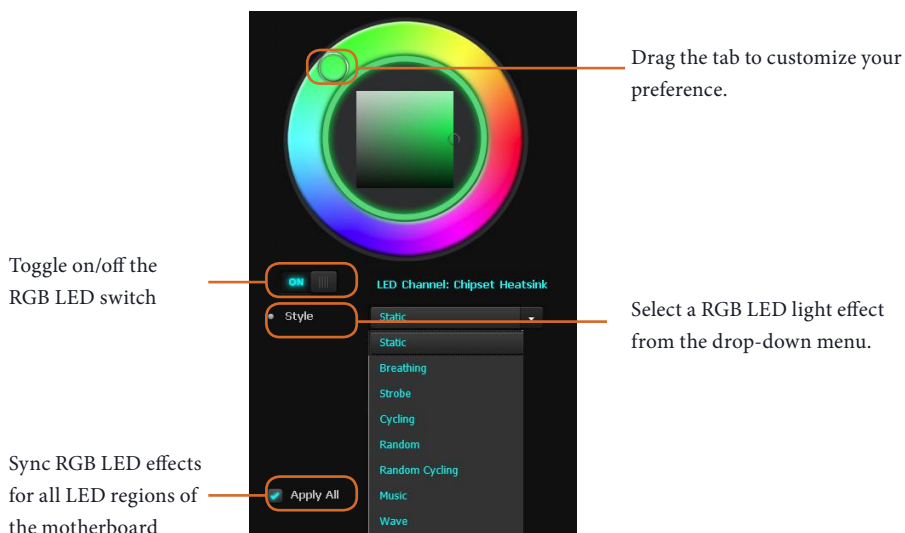 Drag the tab to customize your
preference.
Toggle on/off the
RGB LED switch
ON
LED Channel: Chipset Heatsink
Style
Static
Select a RGB LED light effect
from the drop-down menu.
Static
Breathing
Strobe
Cycling
Random
Random Cycling
Music
Wave
Sync RGB LED effects
for all LED regions of
the motherboard
Apply All